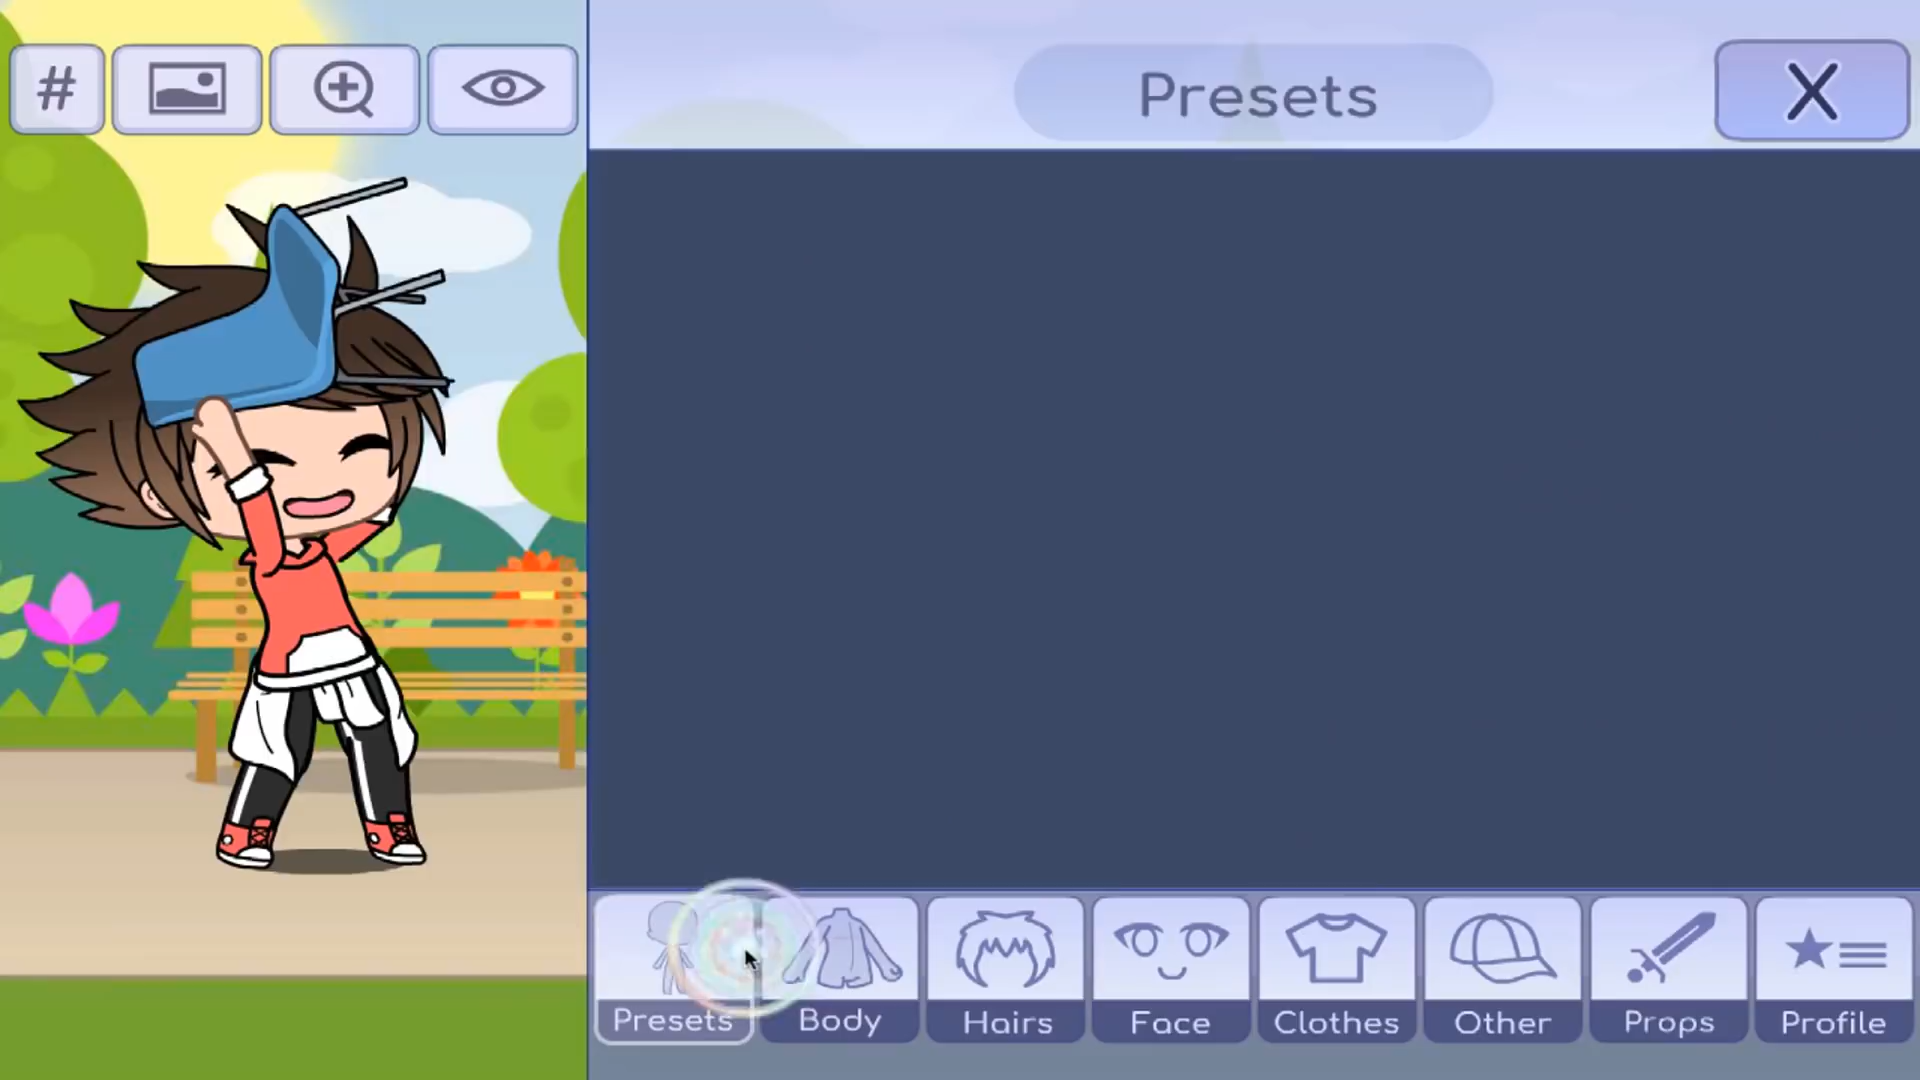 #
Presets
X
Presets
Body
Hairs
Face
Clothes
Other
Props
Profile